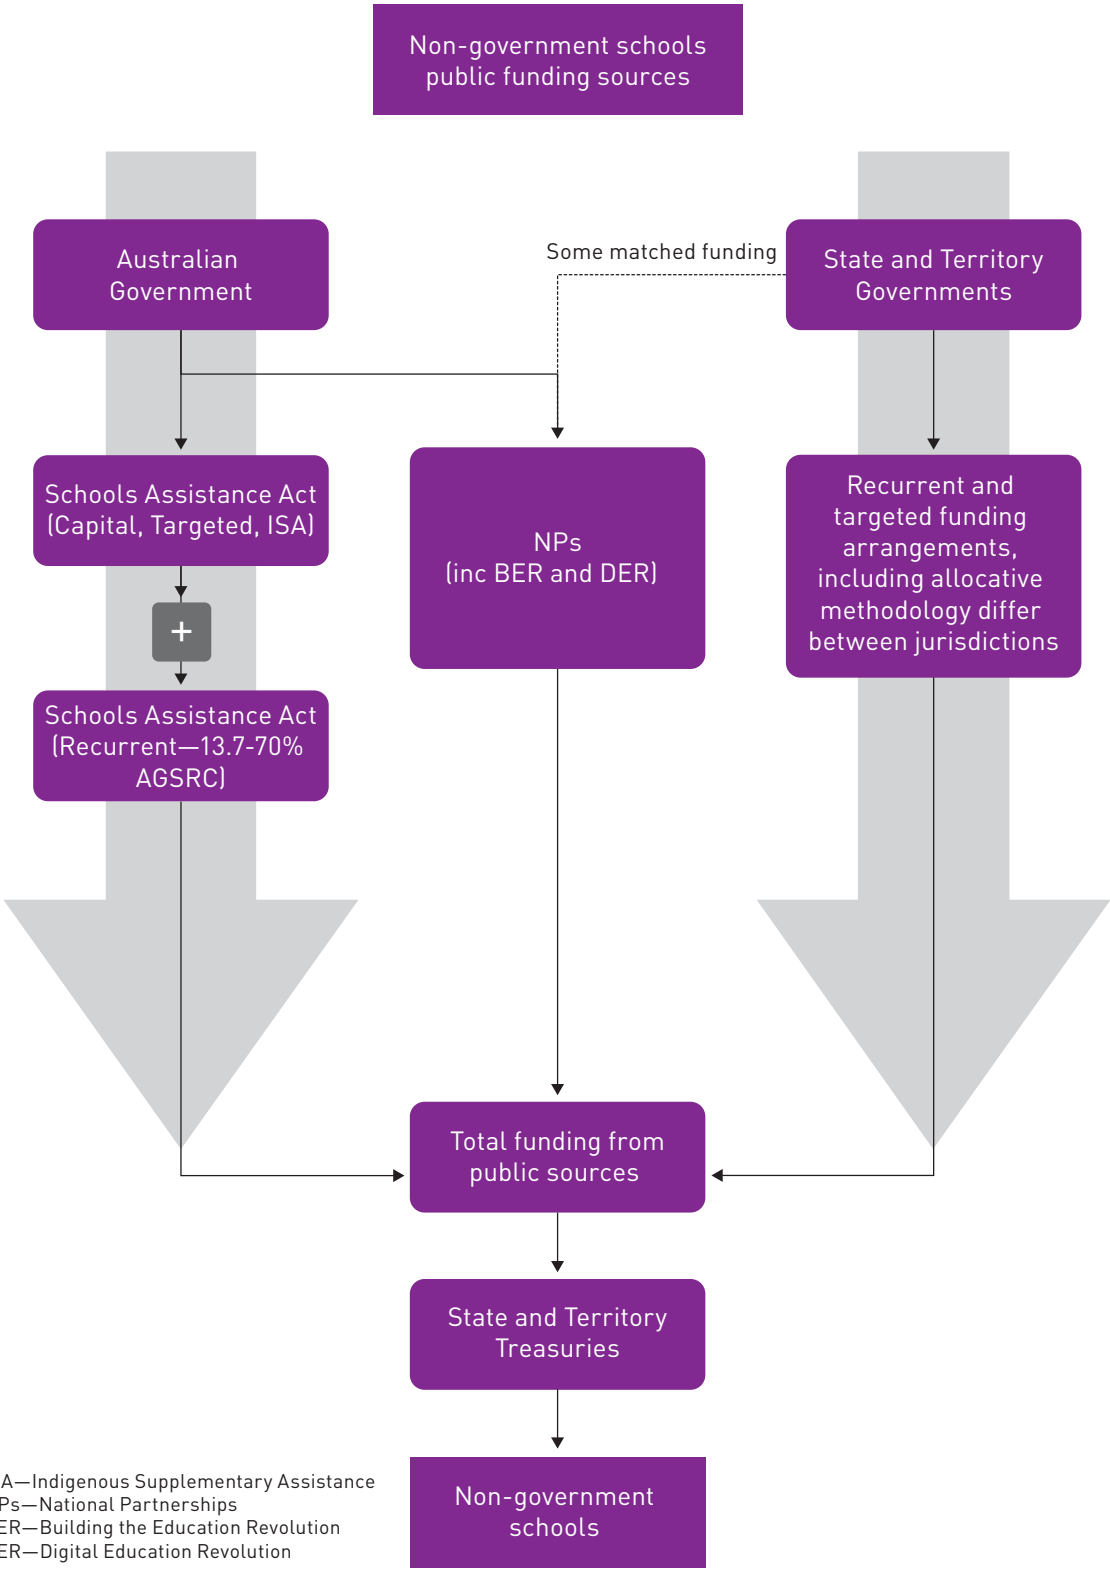 Non-government schools
public funding sources
Australian
Government
Some matched funding
State and Territory
Governments
Schools Assistance Act
(Capital, Targeted, ISA)
+
Schools Assistance Act
(Recurrent—13.7-70%
AGSRC)
NPs
(inc BER and DER)
Recurrent and
targeted funding
arrangements,
including allocative
methodology differ
between jurisdictions
Total funding from
public sources
State and Territory
Treasuries
Non-government
schools
A—Indigenous Supplementary Assistance
Ps—National Partnerships
ER—Building the Education Revolution
ER—Digital Education Revolution